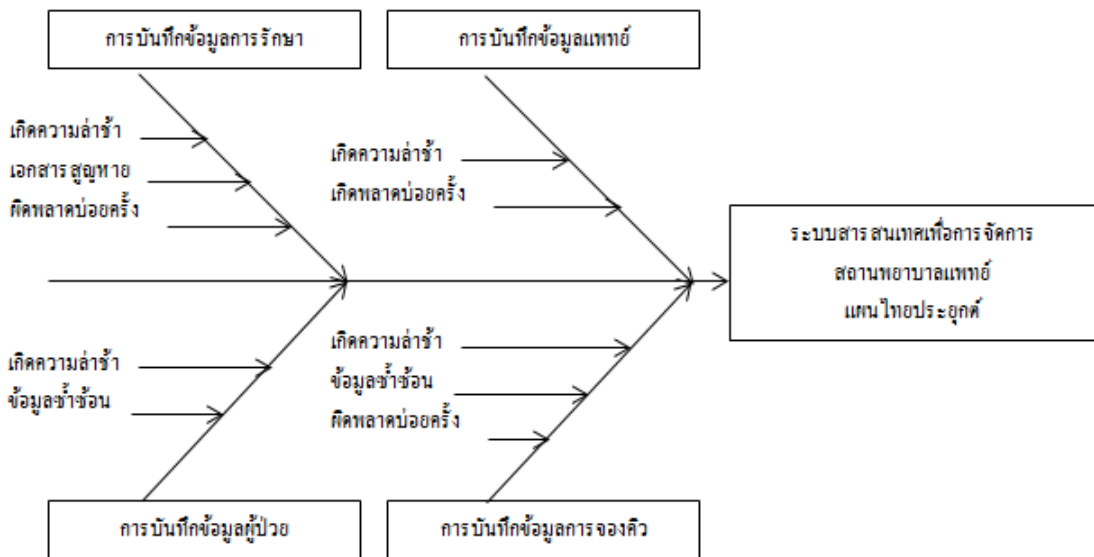 การบันทึกข้อมูลการรักษา
การบันทึกข้อมูลแพทย์
เกิดความล่าช้า
เอกสารสูญหาย
ผิดพลาดบ่อยครั้ง
เกิดความล่าช้า
เกิดพลาดบ่อยครั้ง
ระบบสารสนเทศเพื่อการจัดการ
สถานพยาบาลแพทย์
แผนไทยประยุกต์
เกิดความล่าช้า
ข้อมูลซ้ำซ้อน
เกิดความล่าช้า
ข้อมูลซ้ำซ้อน
ผิดพลาดบ่อยครั้ง
การบันทึกข้อมูลผู้ป่วย
การบันทึกข้อมูลการจองคิว